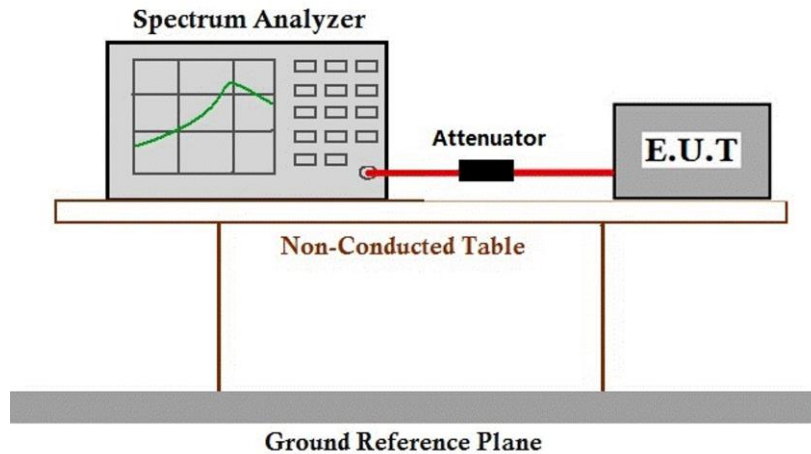 Spectrum Analyzer
Attenuator
E.U.T
Non-Conducted Table
Ground Reference Plane